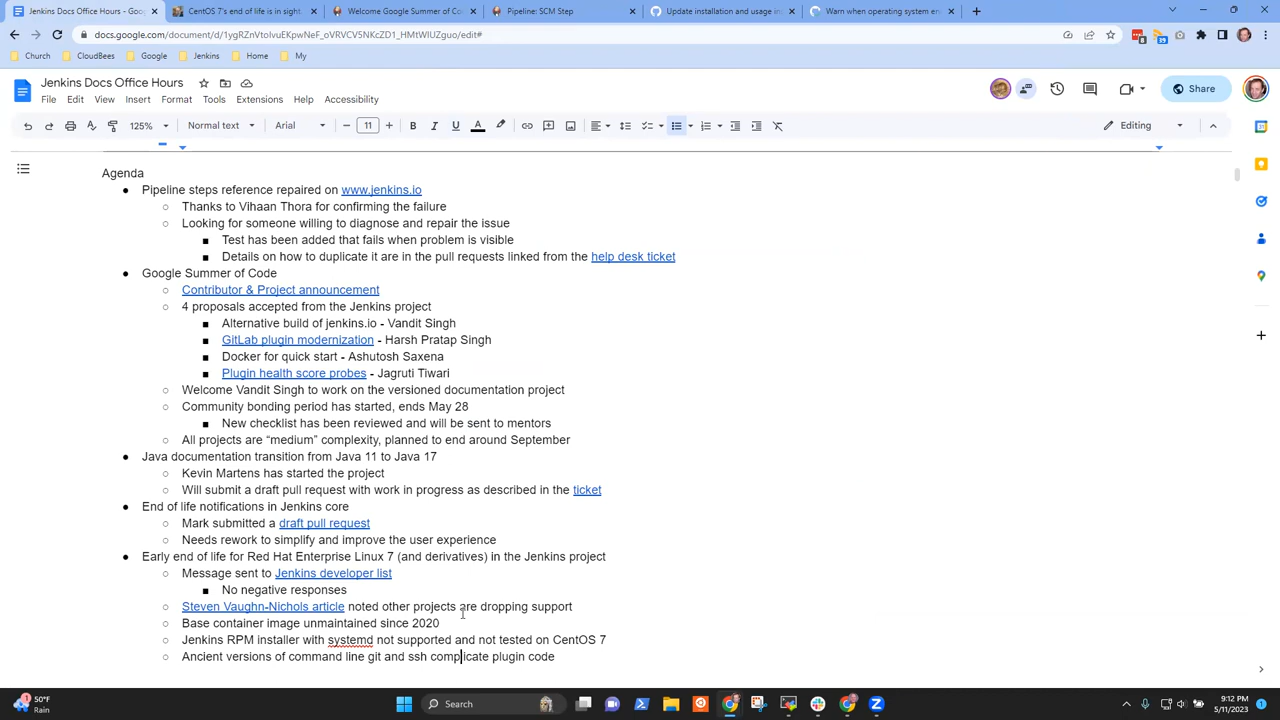 Jenkins Docs Office Hours - Go
CentOS 7's end of life is in sight.
Welcome Google Summer of Co
Pipeline: SCM Step
Update installation and usage in
Warn when operating system en
docs.google.com/document/d/1ygRZnVtoIvuEKpwNeF_oVRVCV5NKcZD1_HMtWIUZguo/edit#
Church CloudBees Google Jenkins Home My
Jenkins Docs Office Hours
Share
File Edit View Insert Format Tools Extensions Help Accessibility
125% Normal text Arial 11 B I U A Editing
Agenda
Pipeline steps reference repaired on www.jenkins.io
Thanks to Vihaan Thora for confirming the failure
Looking for someone willing to diagnose and repair the issue
Test has been added that fails when problem is visible
Details on how to duplicate it are in the pull requests linked from the help desk ticket
Google Summer of Code
Contributor & Project announcement
4 proposals accepted from the Jenkins project
Alternative build of jenkins.io - Vandit Singh
GitLab plugin modernization - Harsh Pratap Singh
Docker for quick start - Ashutosh Saxena
Plugin health score probes - Jagruti Tiwari
Welcome Vandit Singh to work on the versioned documentation project
Community bonding period has started, ends May 28
New checklist has been reviewed and will be sent to mentors
All projects are “medium” complexity, planned to end around September
Java documentation transition from Java 11 to Java 17
Kevin Martens has started the project
Will submit a draft pull request with work in progress as described in the ticket
End of life notifications in Jenkins core
Mark submitted a draft pull request
Needs rework to simplify and improve the user experience
Early end of life for Red Hat Enterprise Linux 7 (and derivatives) in the Jenkins project
Message sent to Jenkins developer list
No negative responses
Steven Vaughn-Nichols article noted other projects are dropping support
Base container image unmaintained since 2020
Jenkins RPM installer with systemd not supported and not tested on CentOS 7
Ancient versions of command line git and ssh complicate plugin code
50°F
Rain
Search
9:12 PM
5/11/2023